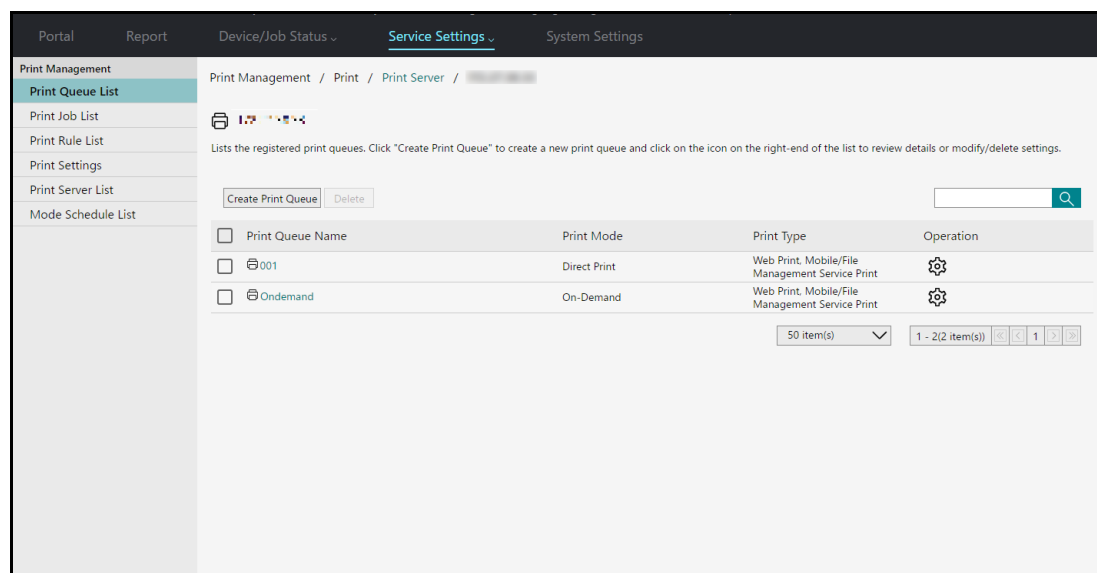 Portal Report Device/Job Status Service Settings System Settings
Print Management
Print Queue List
Print Job List
Print Rule List
Print Settings
Print Server List
Mode Schedule List
Print Management / Print / Print Server /
Lists the registered print queues. Click "Create Print Queue" to create a new print queue and click on the icon on the right-end of the list to review details or modify/delete settings.
Create Print Queue Delete
Print Queue Name Print Mode Print Type Operation
001 Direct Print Web Print, Mobile/File
Management Service Print
Ondemand On-Demand Web Print, Mobile/File
Management Service Print
50 item(s) 1 - 2(2 item(s)) 1